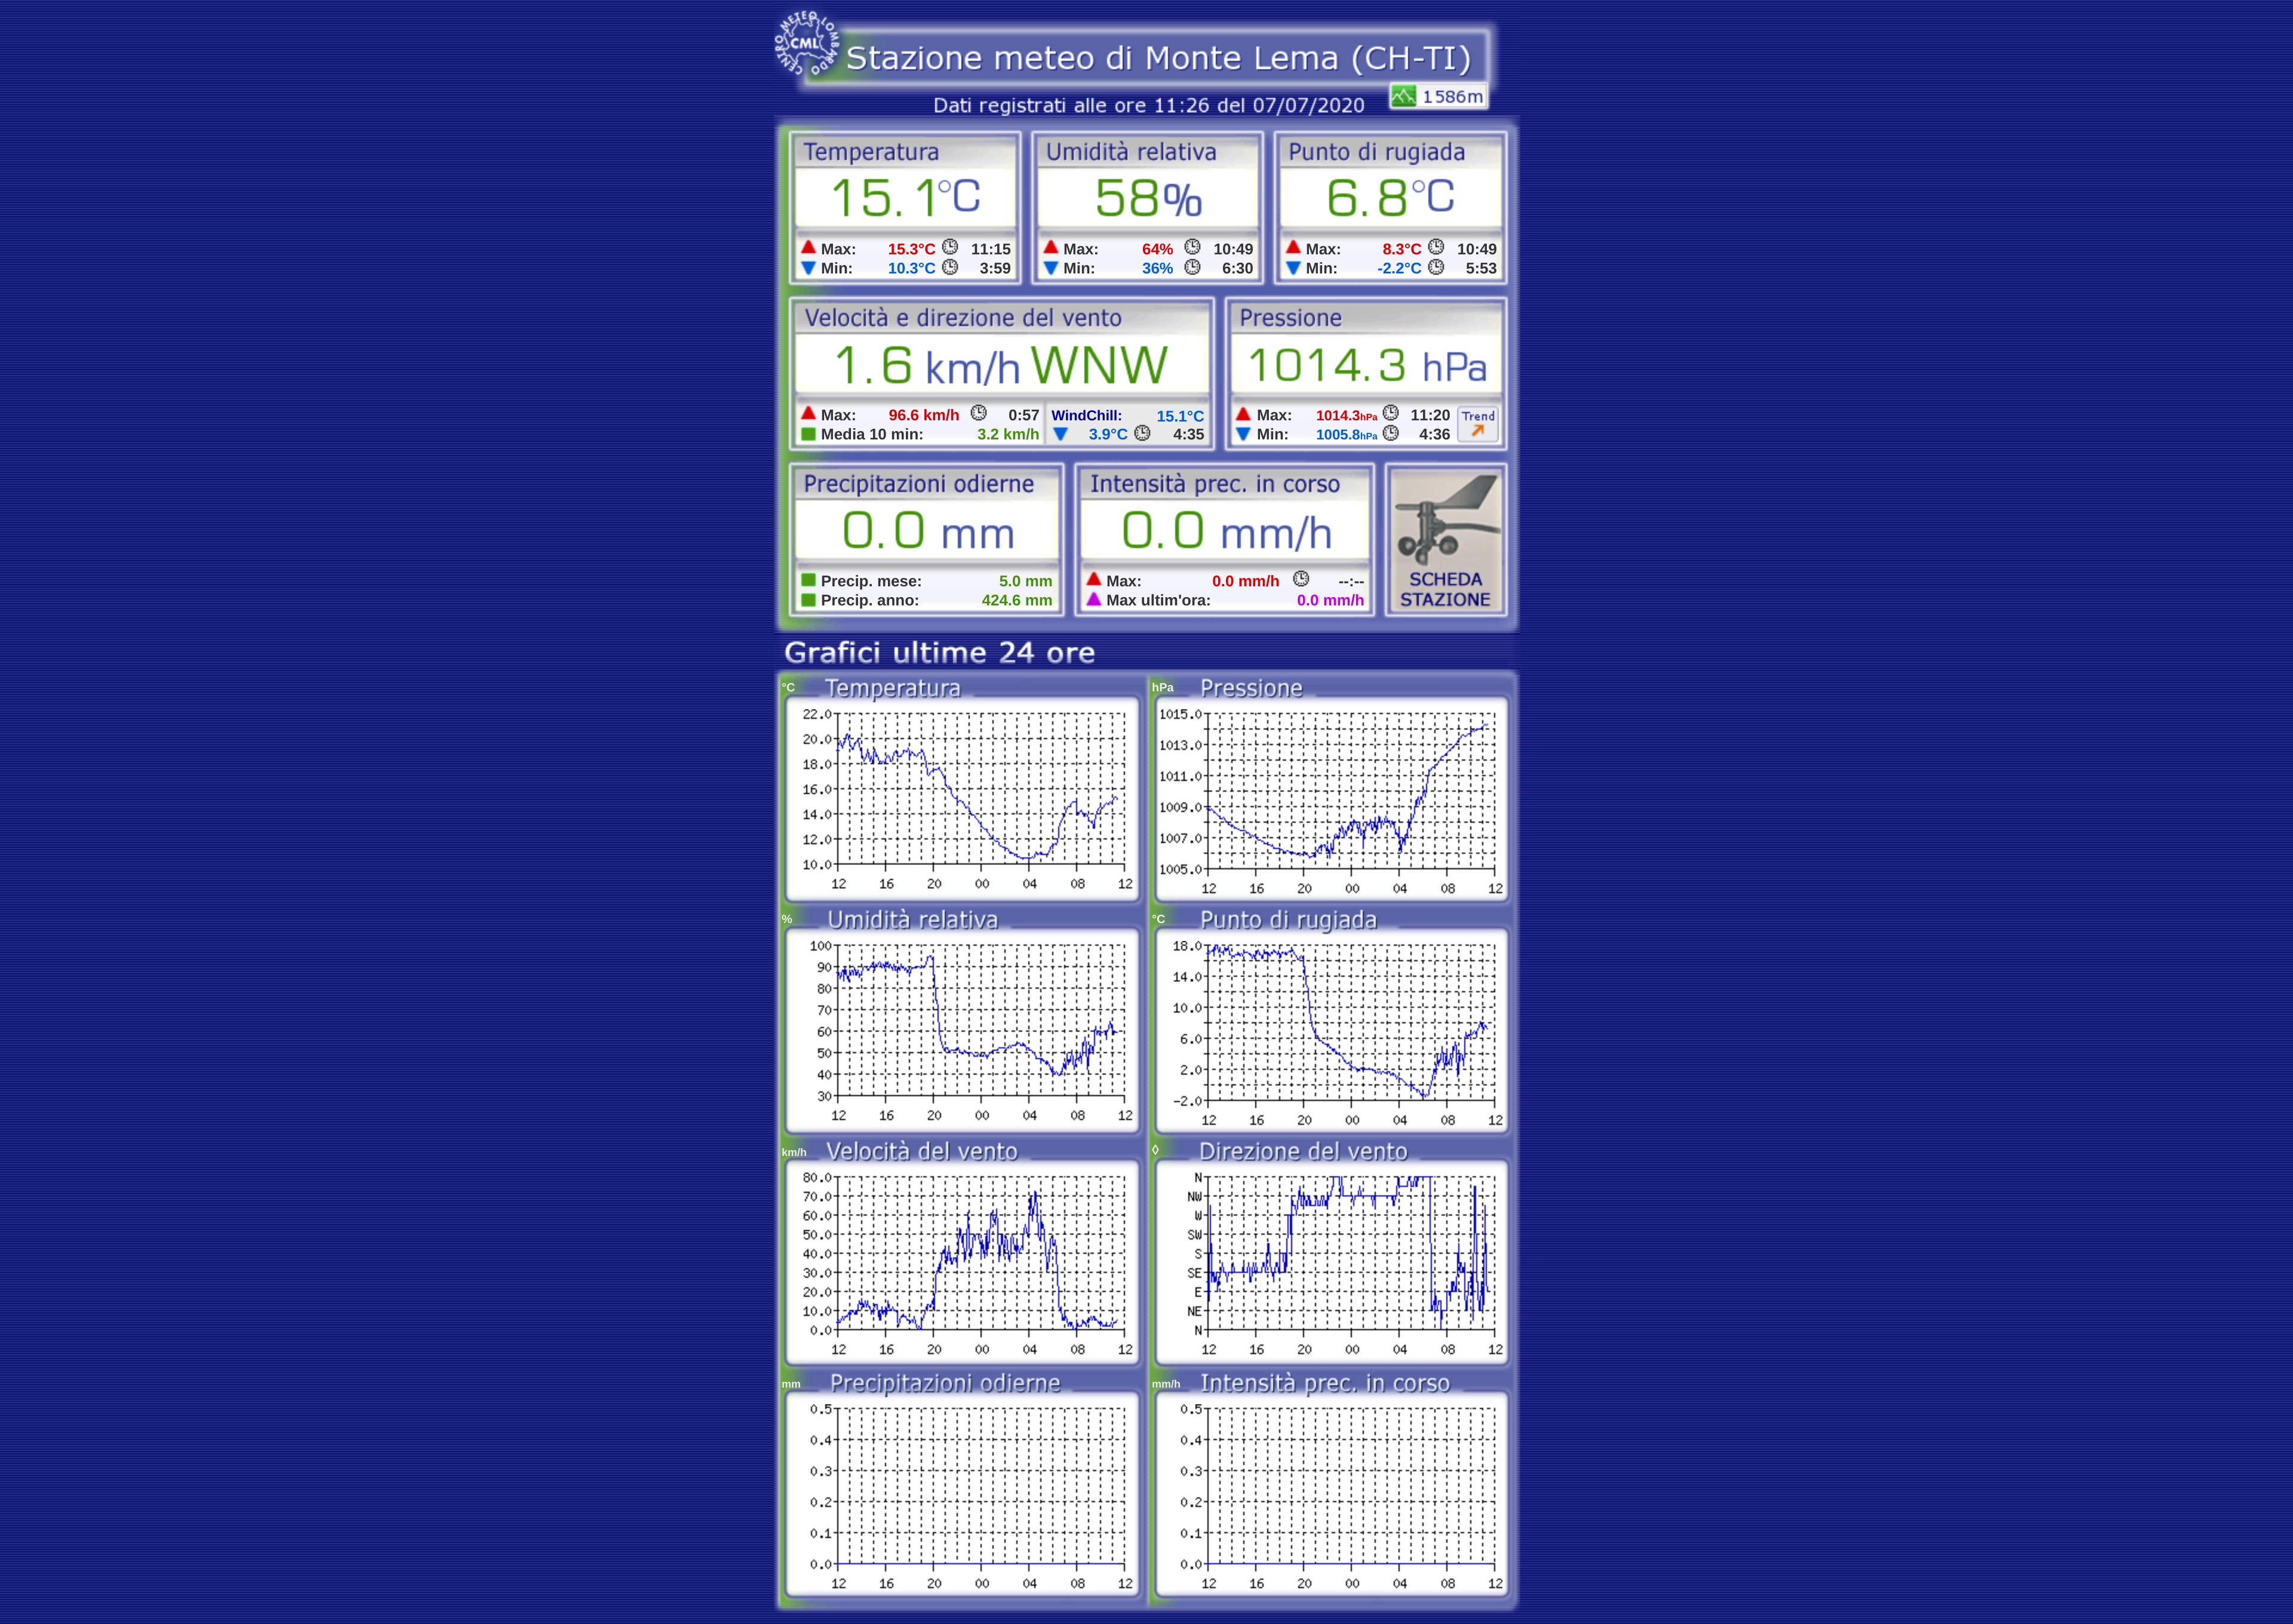 CENTRO METEO LOMBARDO
CML
Stazione meteo di Monte Lema (CH-TI)
1586m
Dati registrati alle ore 11:26 del 07/07/2020
Temperatura
15.1°C
Max: 15.3°C 11:15
Min: 10.3°C 3:59
Umidità relativa
58%
Max: 64% 10:49
Min: 36% 6:30
Punto di rugiada
6.8°C
Max: 8.3°C 10:49
Min: -2.2°C 5:53
Velocità e direzione del vento
1.6 km/h WNW
Max: 96.6 km/h 0:57
Media 10 min: 3.2 km/h
WindChill: 15.1°C
3.9°C 4:35
Pressione
1014.3 hPa
Max: 1014.3hPa 11:20
Min: 1005.8hPa 4:36
Trend
Precipitazioni odierne
0.0 mm
Precip. mese: 5.0 mm
Precip. anno: 424.6 mm
Intensità prec. in corso
0.0 mm/h
Max: 0.0 mm/h --:--
Max ultim'ora: 0.0 mm/h
SCHEDA
STAZIONE
Grafici ultime 24 ore
°C Temperatura
22.0
20.0
18.0
16.0
14.0
12.0
10.0
12 16 20 00 04 08 12
hPa Pressione
1015.0
1013.0
1011.0
1009.0
1007.0
1005.0
12 16 20 00 04 08 12
% Umidità relativa
100
90
80
70
60
50
40
30
12 16 20 00 04 08 12
°C Punto di rugiada
18.0
14.0
10.0
6.0
2.0
-2.0
12 16 20 00 04 08 12
km/h Velocità del vento
80.0
70.0
60.0
50.0
40.0
30.0
20.0
10.0
0.0
12 16 20 00 04 08 12
◊ Direzione del vento
N
NW
W
SW
S
SE
E
NE
N
12 16 20 00 04 08 12
mm Precipitazioni odierne
0.5
0.4
0.3
0.2
0.1
0.0
12 16 20 00 04 08 12
mm/h Intensità prec. in corso
0.5
0.4
0.3
0.2
0.1
0.0
12 16 20 00 04 08 12